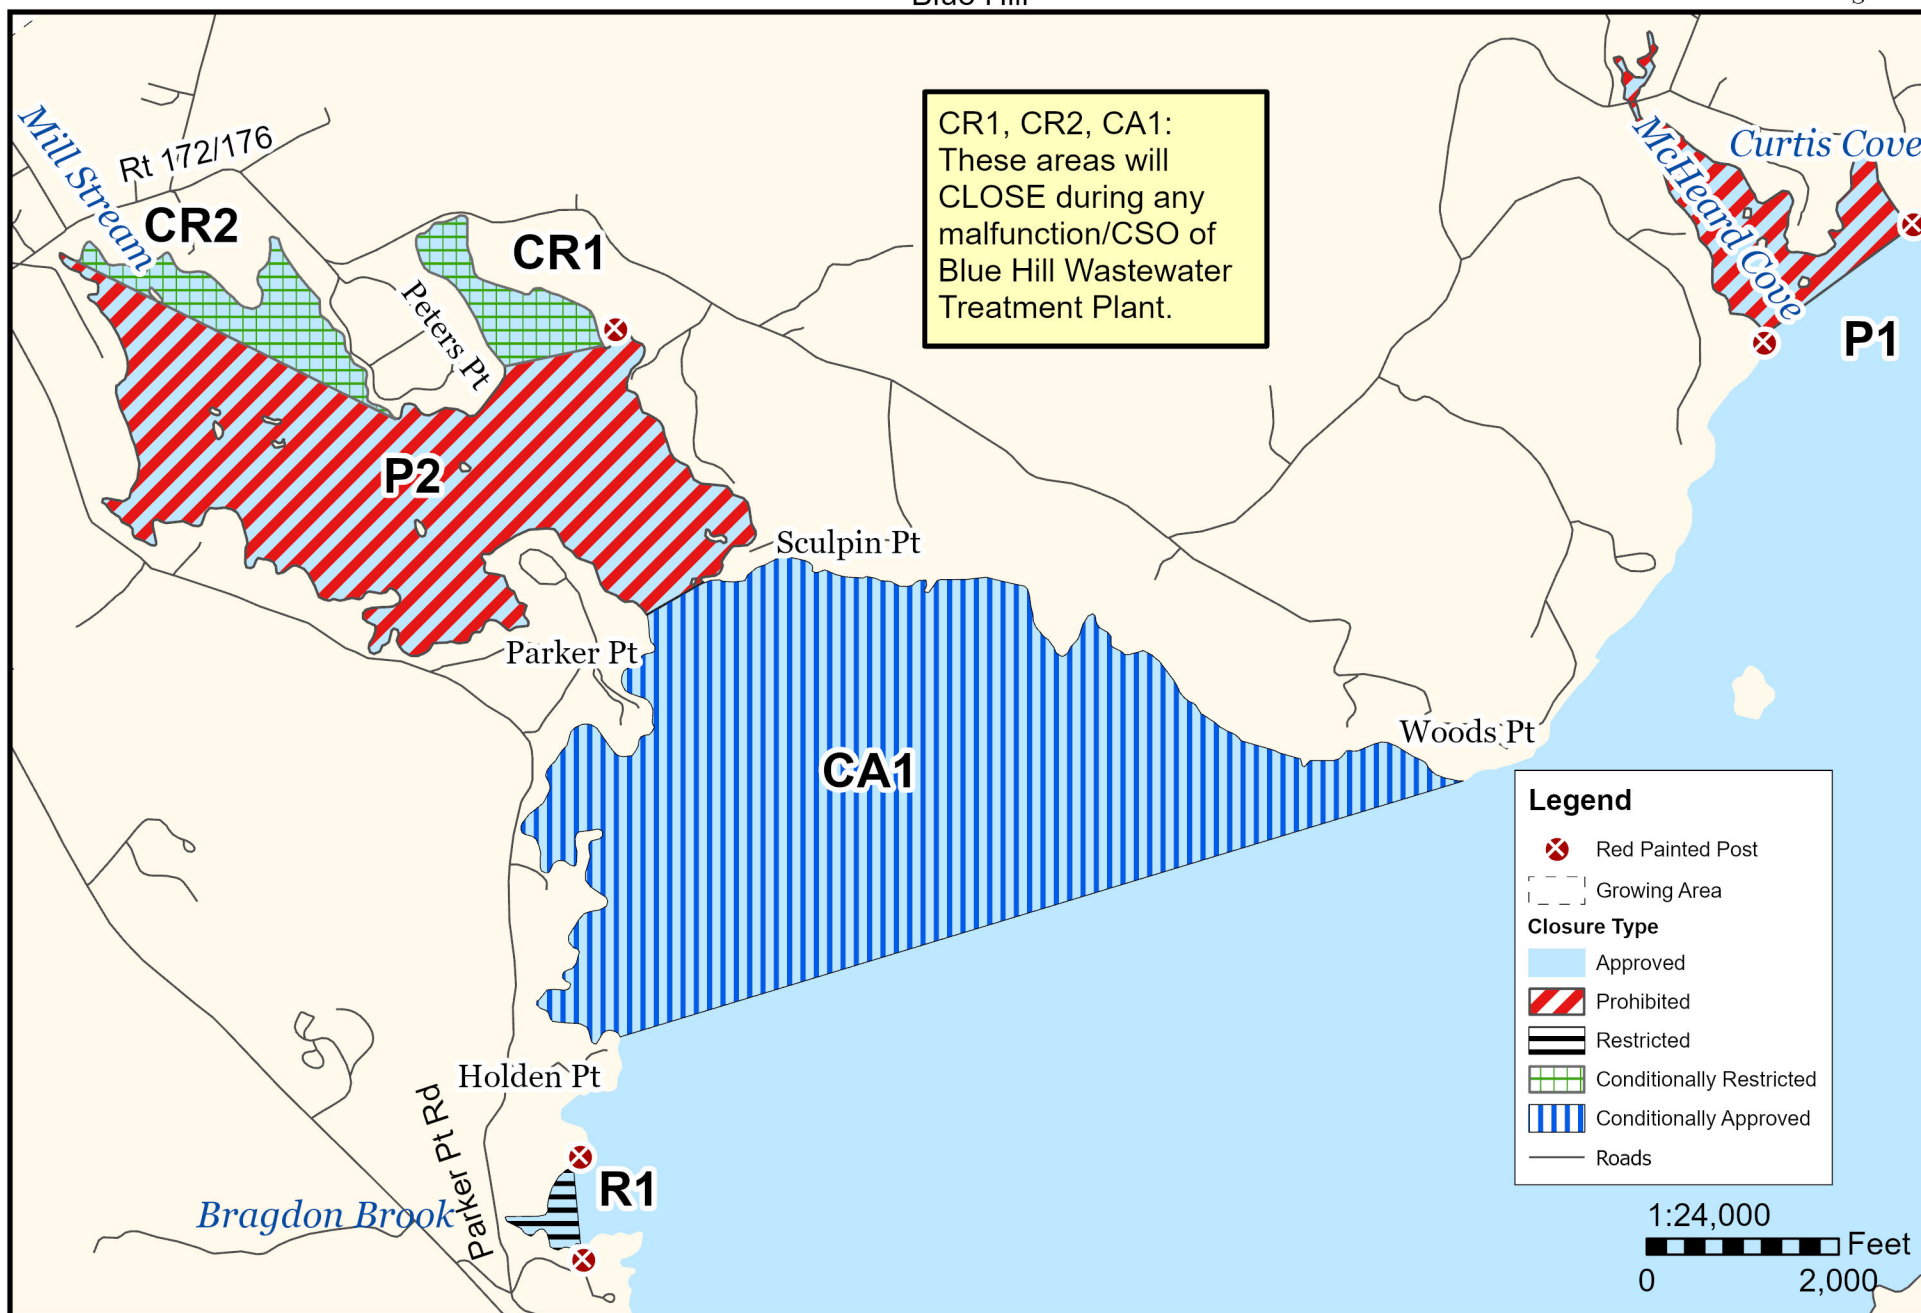 Blue Hill
Mill Stream
Rt 172/176
CR2
CR1
Peters Pt
P2
CR1, CR2, CA1:
These areas will
CLOSE during any
malfunction/CSO of
Blue Hill Wastewater
Treatment Plant.
McHeard Cove
Curtis Cove
P1
Sculpin Pt
Parker Pt
CA1
Woods Pt
Holden Pt
Parker Pt Rd
R1
Bragdon Brook
Legend
Red Painted Post
Growing Area
Closure Type
Approved
Prohibited
Restricted
Conditionally Restricted
Conditionally Approved
Roads
1:24,000
Feet
0 2,000